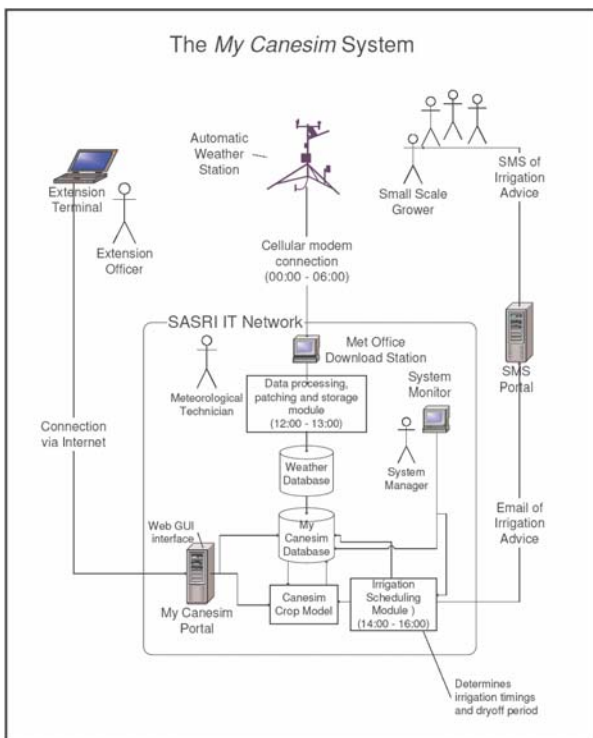 The My Canesim System
Automatic
Weather
Station
Extension
Terminal
Extension
Officer
Small Scale
Grower
SMS of
Irrigation
Advice
Cellular modem
connection
(00:00 - 06:00)
SASRI IT Network
Met Office
Download Station
Meteorological
Technician
Data processing,
patching and storage
module
(12:00 - 13:00)
System
Monitor
SMS
Portal
Connection
via Internet
Weather
Database
System
Manager
Email of
Irrigation
Advice
Web GUI
interface
My
Canesim
Database
My Canesim
Portal
Canesim
Crop Model
Irrigation
Scheduling
Module )
(14:00 - 16:00)
Determines
irrigation timings
and dryoff period